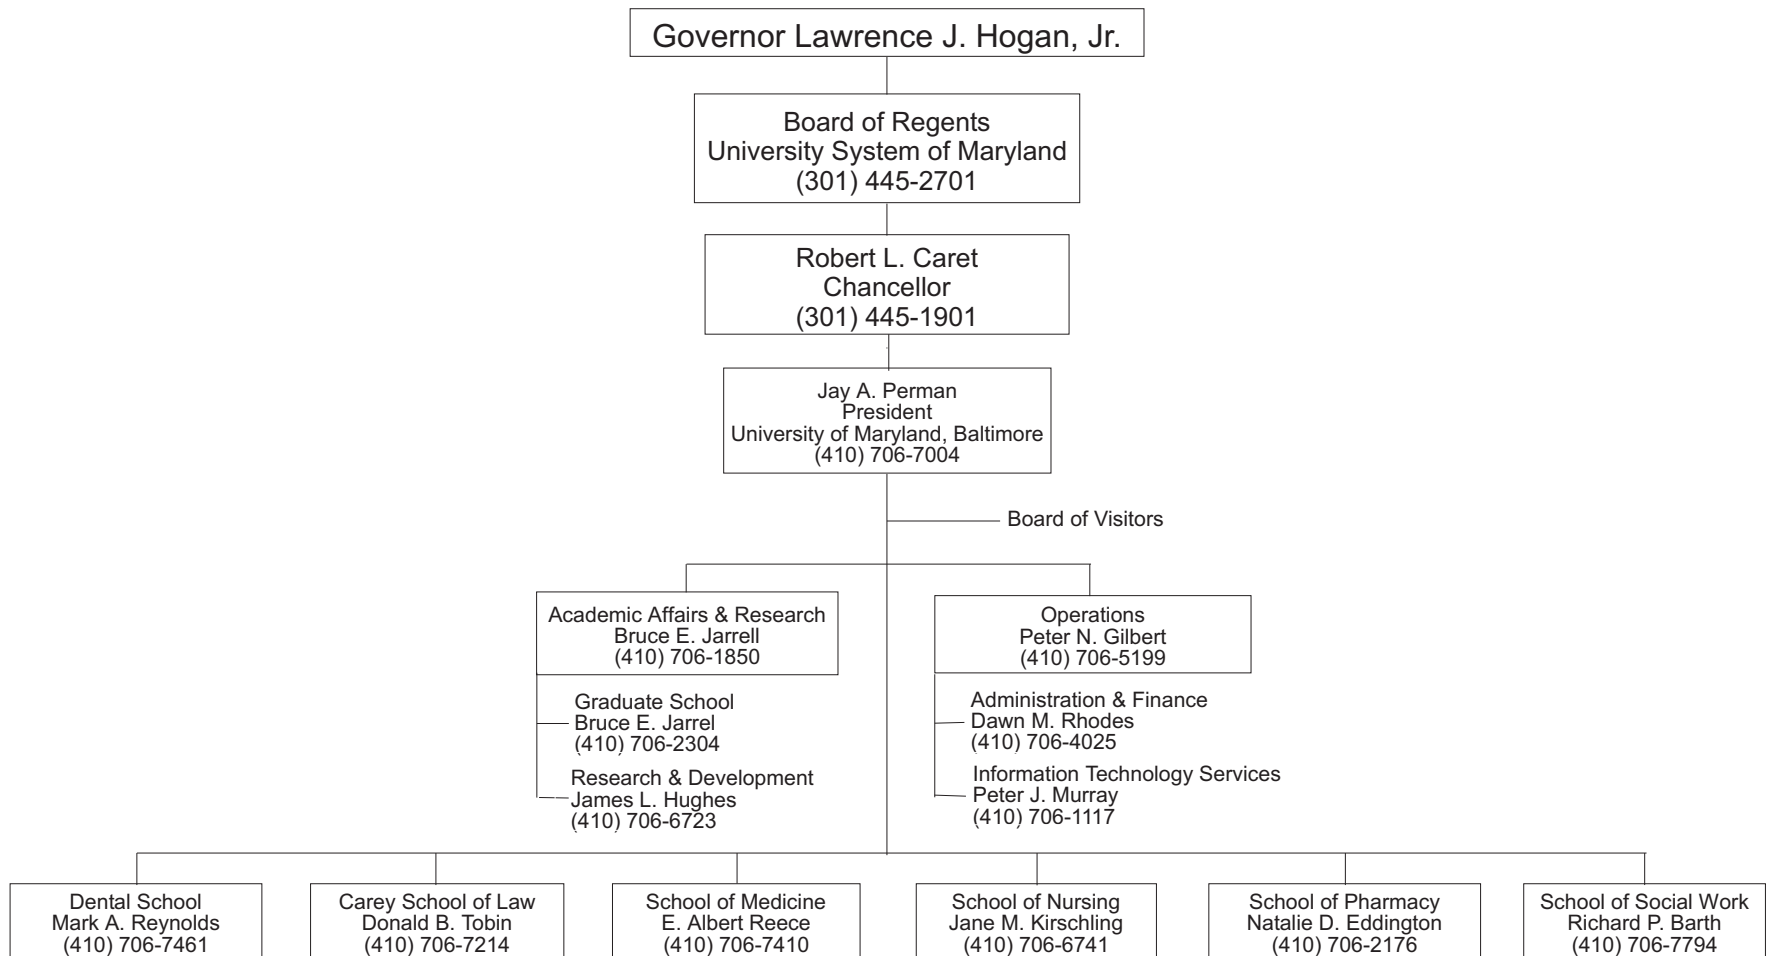 Governor Lawrence J. Hogan, Jr.
Board of Regents
University System of Maryland
(301) 445-2701
Robert L. Caret
Chancellor
(301) 445-1901
Jay A. Perman
President
University of Maryland, Baltimore
(410) 706-7004
Board of Visitors
Academic Affairs & Research
Bruce E. Jarrell
(410) 706-1850
Graduate School
Bruce E. Jarrel
(410) 706-2304
Research & Development
James L. Hughes
(410) 706-6723
Operations
Peter N. Gilbert
(410) 706-5199
Administration & Finance
Dawn M. Rhodes
(410) 706-4025
Information Technology Services
Peter J. Murray
(410) 706-1117
Dental School
Mark A. Reynolds
(410) 706-7461
Carey School of Law
Donald B. Tobin
(410) 706-7214
School of Medicine
E. Albert Reece
(410) 706-7410
School of Nursing
Jane M. Kirschling
(410) 706-6741
School of Pharmacy
Natalie D. Eddington
(410) 706-2176
School of Social Work
Richard P. Barth
(410) 706-7794